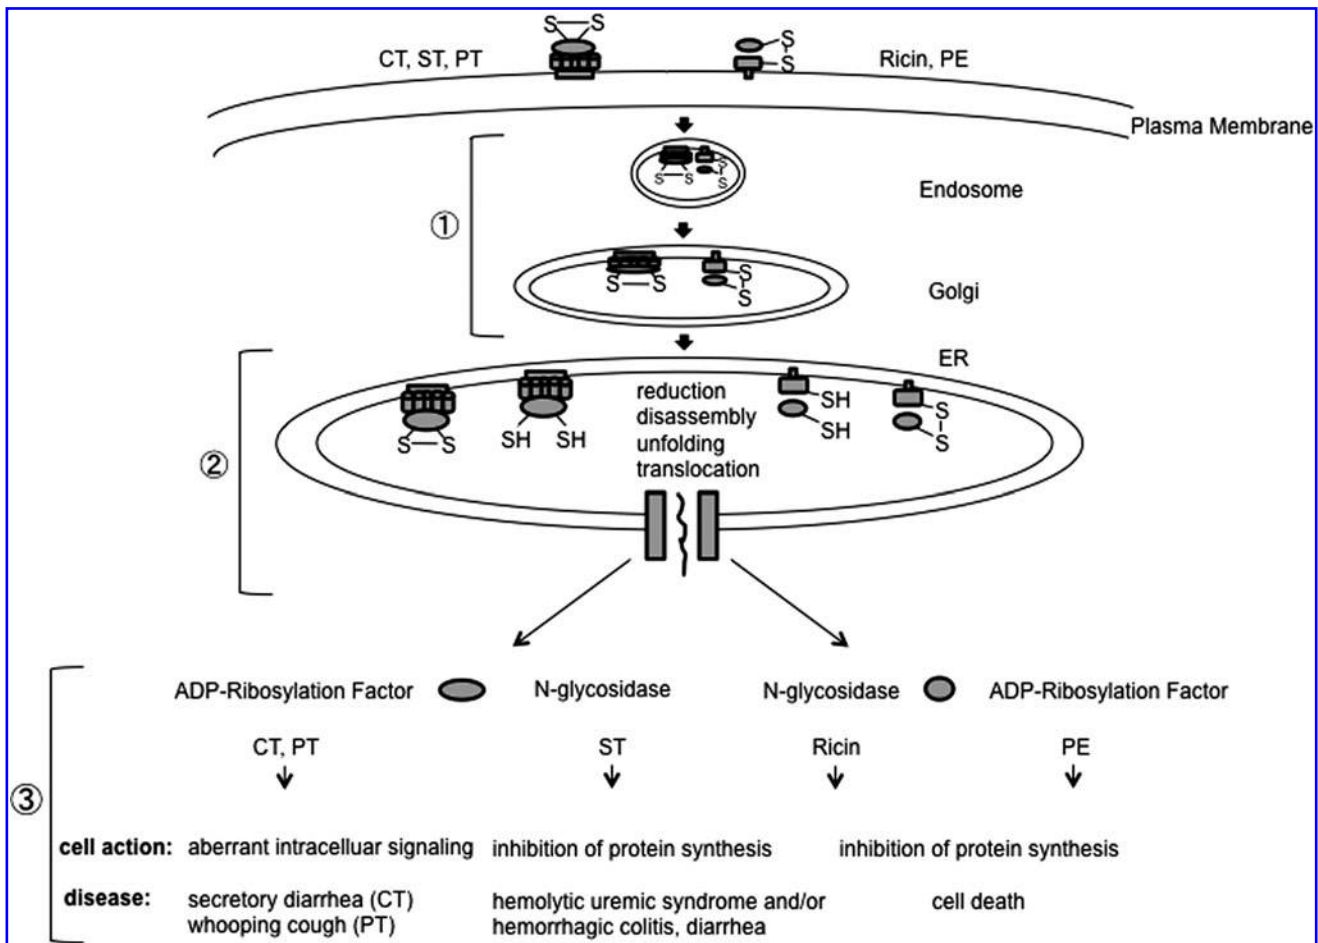 S S
CT, ST, PT
S
S
Ricin, PE
Plasma Membrane
S S
S
S
Endosome
①
S S
S
S
Golgi
②
ER
S S
SH SH
reduction
disassembly
unfolding
translocation
SH
SH
S
S
③
ADP-Ribosylation Factor N-glycosidase N-glycosidase ADP-Ribosylation Factor
CT, PT ST Ricin PE
cell action: aberrant intracelluar signaling inhibition of protein synthesis inhibition of protein synthesis
disease: secretory diarrhea (CT) hemolytic uremic syndrome and/or cell death
whooping cough (PT) hemorrhagic colitis, diarrhea